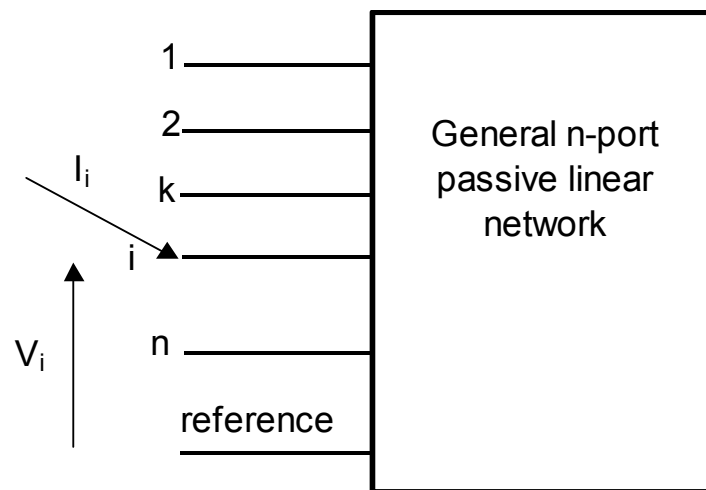 1
2
I_i
k
i
V_i
n
reference
General n-port
passive linear
network